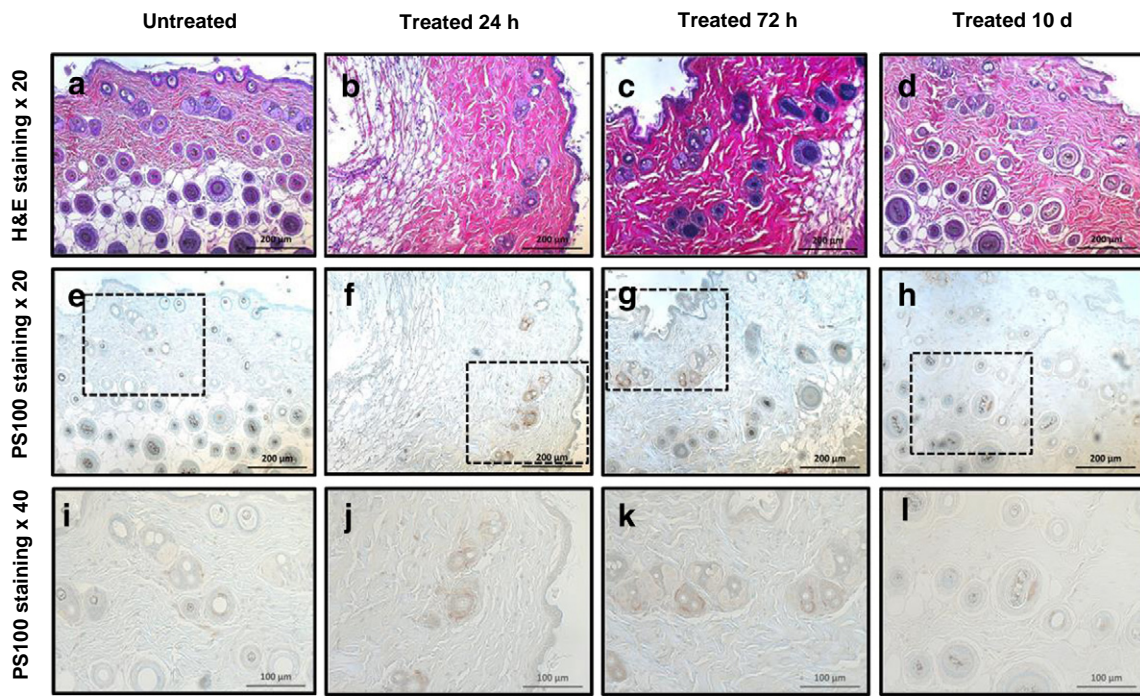 Untreated Treated 24 h Treated 72 h Treated 10 d
H&E staining x 20
a b c d
200 µm 200 µm 200 µm 200 µm
PS100 staining x 20
e f g h
200 µm 200 µm 200 µm 200 µm
PS100 staining x 40
i j k l
100 µm 100 µm 100 µm 100 µm